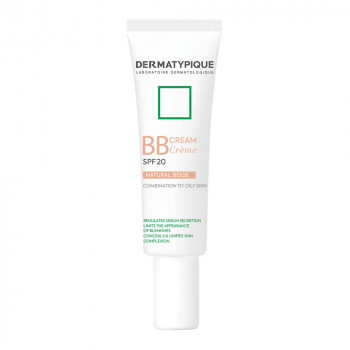 DERMATYPIQUE
LABORATOIRE DERMATOLOGIQUE
BB CREAM
Crème
SPF 20
NATURAL BEIGE
COMBINATION TO OILY SKIN
REGULATES SEBUM SECRETION
LIMITS THE APPEARANCE
OF BLEMISHES
CONCEALS & UNIFIES SKIN
COMPLEXION